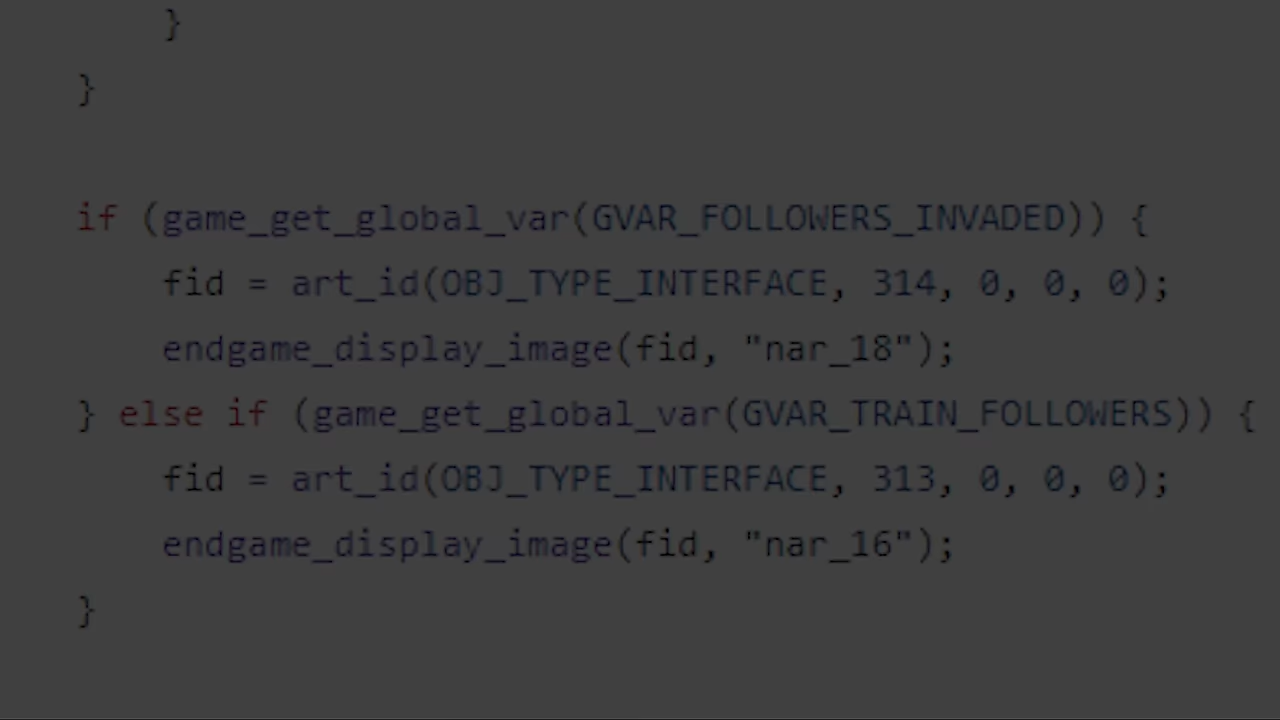 }
}
if (game_get_global_var(GVAR_FOLLOWERS_INVADED)) {
fid = art_id(OBJ_TYPE_INTERFACE, 314, 0, 0, 0);
endgame_display_image(fid, "nar_18");
} else if (game_get_global_var(GVAR_TRAIN_FOLLOWERS)) {
fid = art_id(OBJ_TYPE_INTERFACE, 313, 0, 0, 0);
endgame_display_image(fid, "nar_16");
}